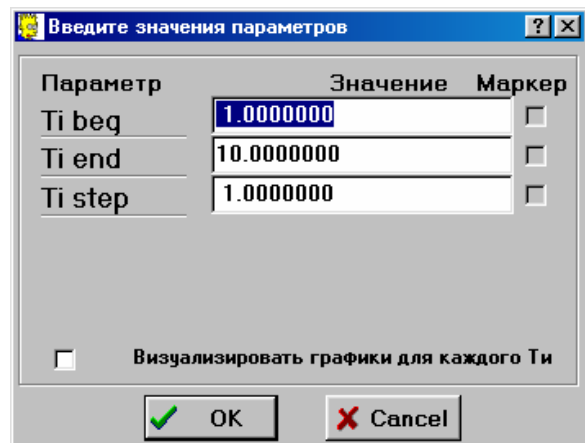 Введите значения параметров
Параметр Значение Маркер
Ti beg 1.0000000
Ti end 10.0000000
Ti step 1.0000000
Визуализировать графики для каждого Ти
OK Cancel